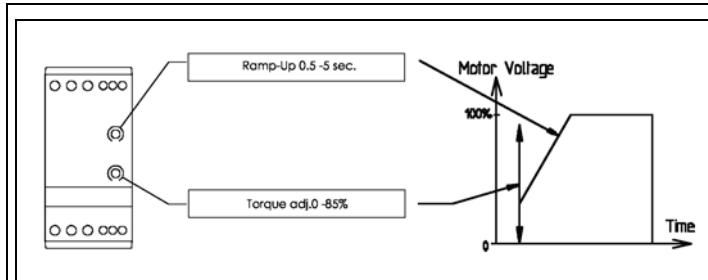 Ramp-Up 0.5 -5 sec.
Motor Voltage
100%
Torque adj.0 -85%
Time
0